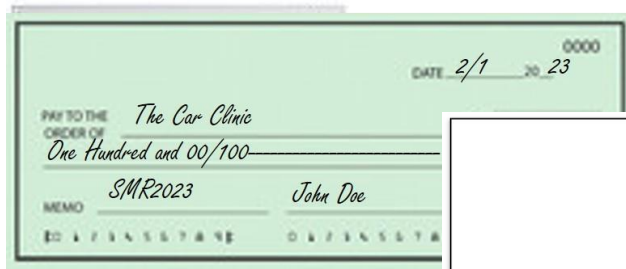 0000
DATE 2/1 20 23
PAY TO THE
ORDER OF The Car Clinic
One Hundred and 00/100
MEMO SMR2023 John Doe